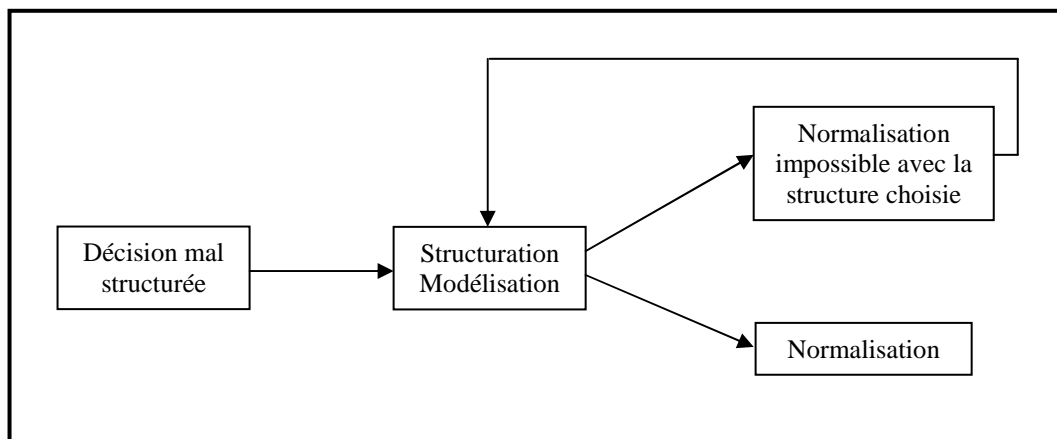 Normalisation
impossible avec la
structure choisie
Décision mal
structurée
Structuration
Modélisation
Normalisation